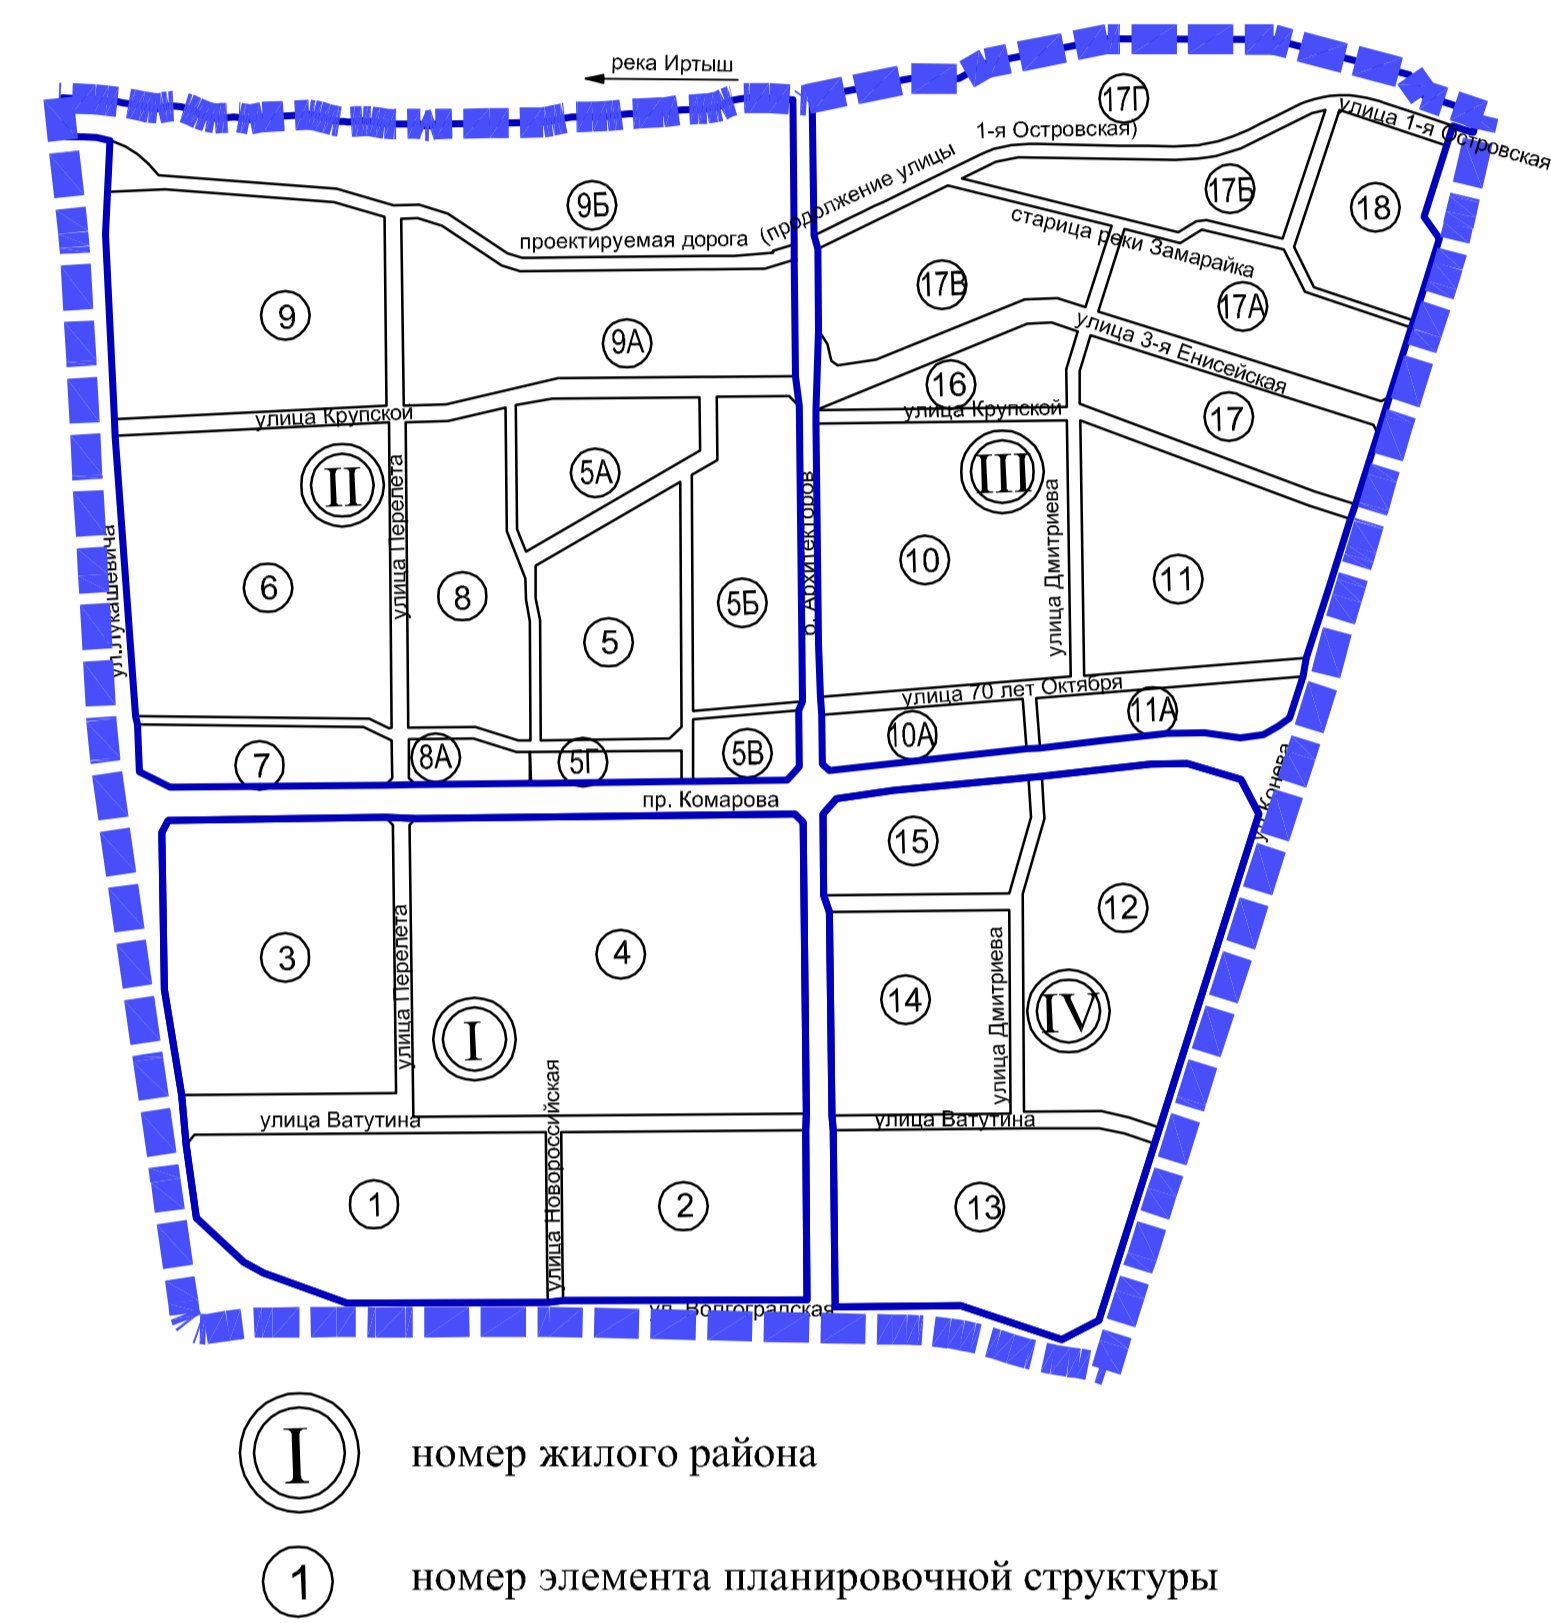 река Иртыш
17Г
улица 1-я Островская
1-я Островская)
(продолжение улицы
17Б
18
9Б
старица реки Замарайка
проектируемая дорога
17В
17А
9
9А
улица 3-я Енисейская
16
17
улица Крупской
улица Крупской
5А
II
III
улица Перелета
б. Архитекторов
улица Дмитриева
ул.Лукашевича
6
8
5Б
10
11
5
улица 70 лет Октября
11А
10А
7
8А
5Г
5В
ул.Конева
пр. Комарова
15
12
3
4
улица Перелета
14
улица Дмитриева
IV
I
улица Ватутина
улица Ватутина
улица Новороссийская
1
2
13
ул. Волгоградская
I
номер жилого района
1
номер элемента планировочной структуры